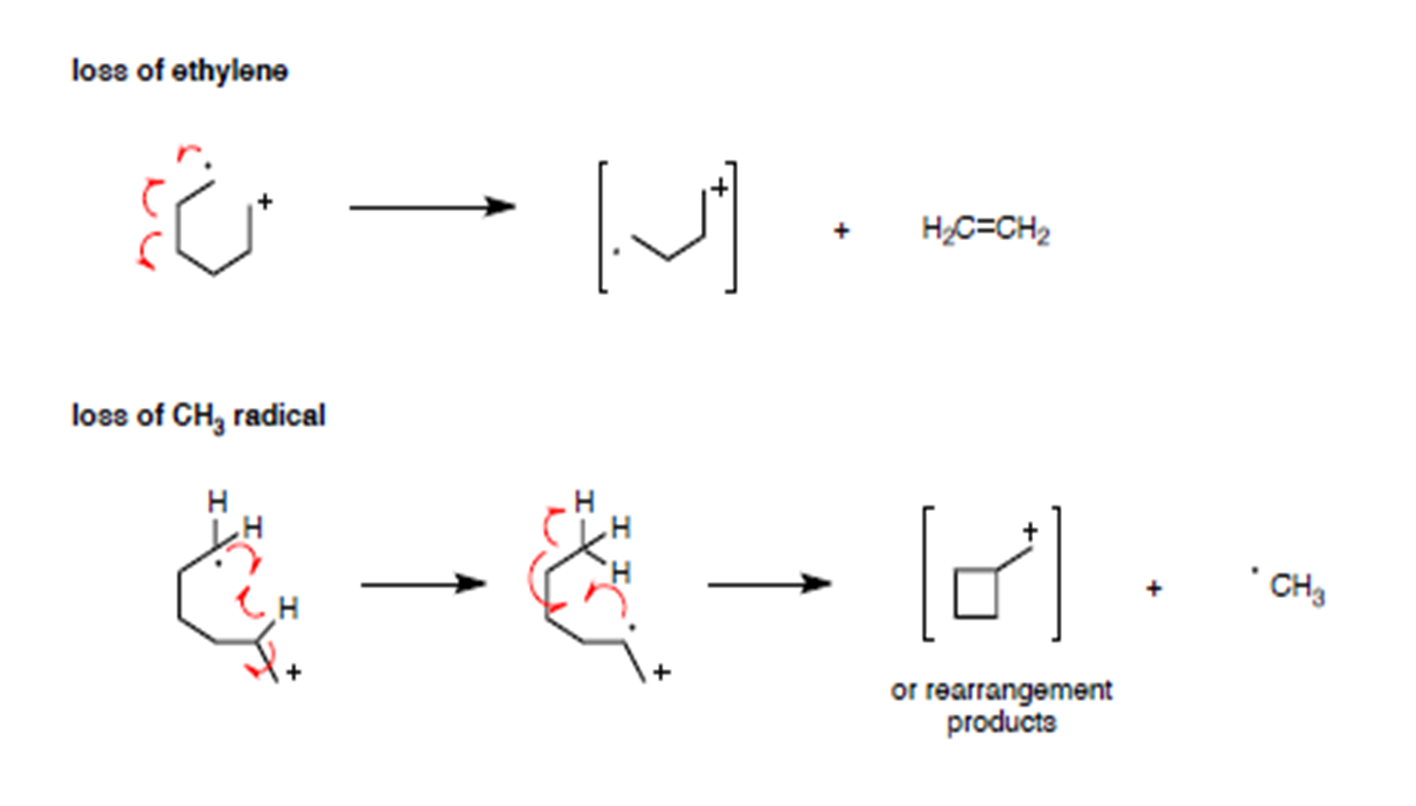 loss of ethylene
+
+
+
H₂C=CH₂
loss of CH₃ radical
H
H
H
+
H
H
H
+
+
+
· CH₃
or rearrangement
products